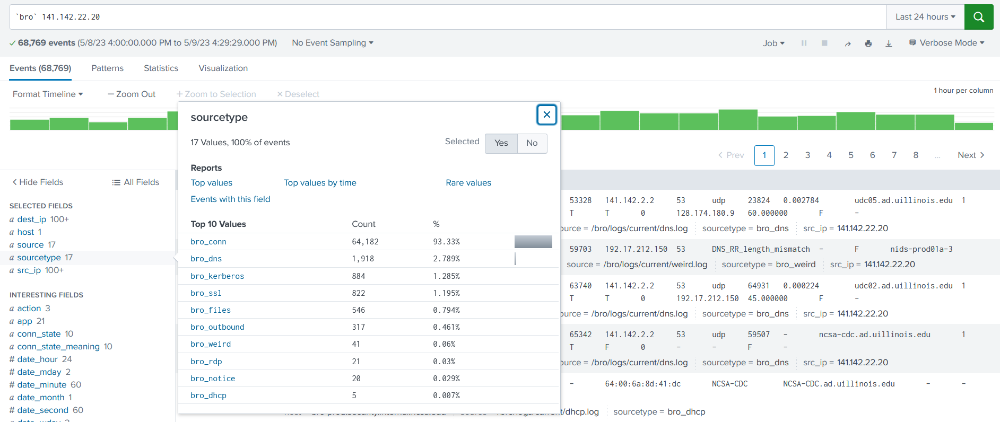 `bro` 141.142.22.20
Last 24 hours
68,769 events (5/8/23 4:00:00.000 PM to 5/9/23 4:29:29.000 PM) No Event Sampling
Job Verbose Mode
Events (68,769) Patterns Statistics Visualization
Format Timeline — Zoom Out + Zoom to Selection × Deselect
1 hour per column
sourcetype
17 Values, 100% of events
Selected Yes No
< Prev 1 2 3 4 5 6 7 8 ... Next >
Reports
Top values Top values by time Rare values
Events with this field
Top 10 Values Count %
bro_conn 64,182 93.33%
bro_dns 1,918 2.789%
bro_kerberos 884 1.285%
bro_ssl 822 1.195%
bro_files 546 0.794%
bro_outbound 317 0.461%
bro_weird 41 0.06%
bro_rdp 21 0.03%
bro_notice 20 0.029%
bro_dhcp 5 0.007%
< Hide Fields All Fields
SELECTED FIELDS
a dest_ip 100+
a host 1
a source 17
a sourcetype 17
a src_ip 100+
INTERESTING FIELDS
a action 3
a app 21
a conn_state 10
a conn_state_meaning 10
# date_hour 24
# date_mday 2
# date_minute 60
a date_month 1
# date_second 60
53328 141.142.2.2 53 udp 23824 0.002784 udc05.ad.uillinois.edu 1
T T 0 128.174.180.9 60.000000 F -
ource = /bro/logs/current/dns.log sourcetype = bro_dns src_ip = 141.142.22.20
59703 192.17.212.150 53 DNS_RR_length_mismatch - F nids-prod01a-3
source = /bro/logs/current/weird.log sourcetype = bro_weird src_ip = 141.142.22.20
63740 141.142.2.2 53 udp 64931 0.000224 udc02.ad.uillinois.edu 1
T T 0 192.17.212.150 45.000000 F -
ource = /bro/logs/current/dns.log sourcetype = bro_dns src_ip = 141.142.22.20
65342 141.142.2.2 53 udp 59507 - ncsa-cdc.ad.uillinois.edu 1
T F 0 - - F -
ource = /bro/logs/current/dns.log sourcetype = bro_dns src_ip = 141.142.22.20
- 64:00:6a:8d:41:dc NCSA-CDC NCSA-CDC.ad.uillinois.edu - -
t/dhcp.log sourcetype = bro_dhcp